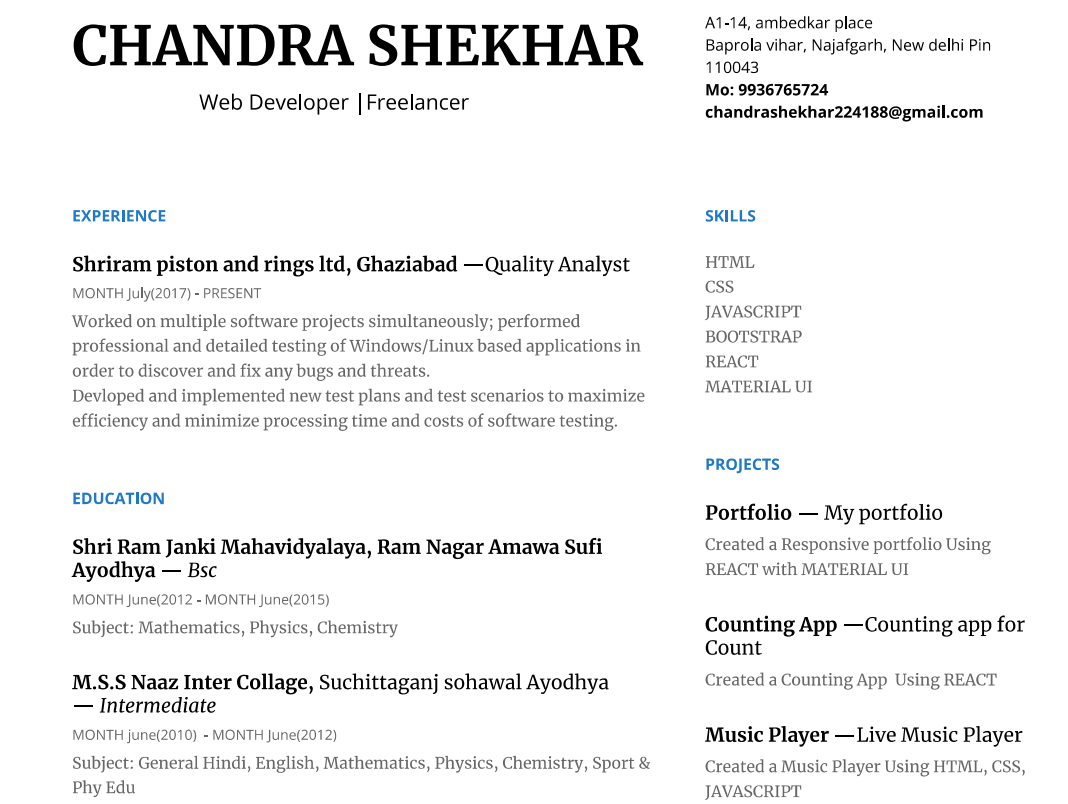 CHANDRA SHEKHAR
Web Developer |Freelancer
A1-14, ambedkar place
Baprola vihar, Najafgarh, New delhi Pin
110043
Mo: 9936765724
chandrashekhar224188@gmail.com
EXPERIENCE
Shriram piston and rings ltd, Ghaziabad —Quality Analyst
MONTH July(2017) - PRESENT
Worked on multiple software projects simultaneously; performed
professional and detailed testing of Windows/Linux based applications in
order to discover and fix any bugs and threats.
Devloped and implemented new test plans and test scenarios to maximize
efficiency and minimize processing time and costs of software testing.
EDUCATION
Shri Ram Janki Mahavidyalaya, Ram Nagar Amawa Sufi
Ayodhya — Bsc
MONTH June(2012 - MONTH June(2015)
Subject: Mathematics, Physics, Chemistry
M.S.S Naaz Inter Collage, Suchittaganj sohawal Ayodhya
— Intermediate
MONTH june(2010)  - MONTH June(2012)
Subject: General Hindi, English, Mathematics, Physics, Chemistry, Sport &
Phy Edu
SKILLS
HTML
CSS
JAVASCRIPT
BOOTSTRAP
REACT
MATERIAL UI
PROJECTS
Portfolio — My portfolio
Created a Responsive portfolio Using
REACT with MATERIAL UI
Counting App —Counting app for
Count
Created a Counting App  Using REACT
Music Player —Live Music Player
Created a Music Player Using HTML, CSS,
JAVASCRIPT